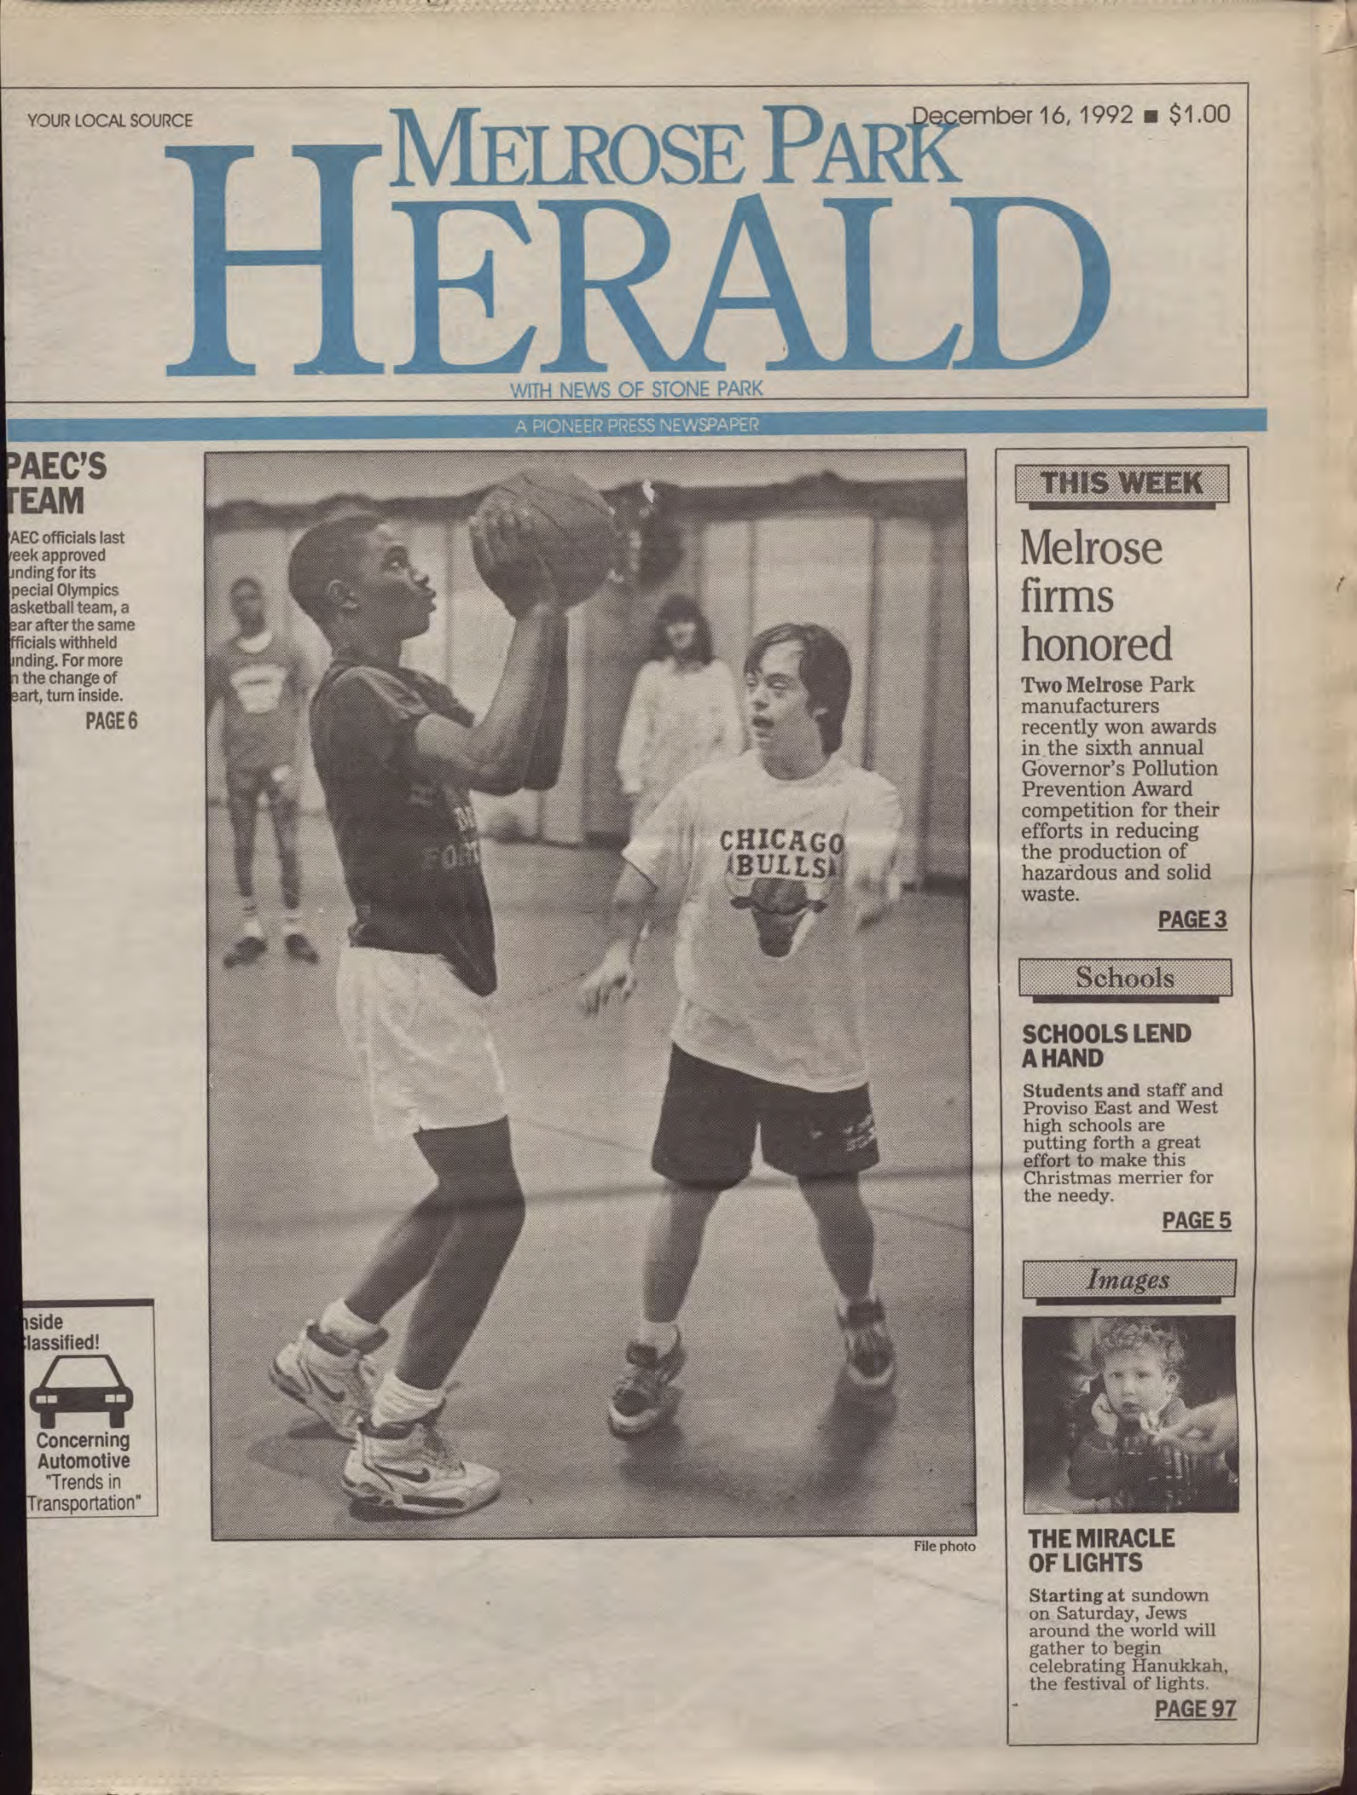 YOUR LOCAL SOURCE
December 16, 1992 ■ $1.00
MELROSE PARK
HERALD
WITH NEWS OF STONE PARK
A PIONEER PRESS NEWSPAPER
PAEC'S
TEAM
AEC officials last
eek approved
nding for its
pecial Olympics
asketball team, a
ear after the same
fficials withheld
nding. For more
n the change of
eart, turn inside.
PAGE 6
nside
lassified!
Concerning
Automotive
"Trends in
Transportation"
CHICAGO
BULLS
File photo
THIS WEEK
Melrose
firms
honored
Two Melrose Park
manufacturers
recently won awards
in the sixth annual
Governor's Pollution
Prevention Award
competition for their
efforts in reducing
the production of
hazardous and solid
waste.
PAGE 3
Schools
SCHOOLS LEND
A HAND
Students and staff and
Proviso East and West
high schools are
putting forth a great
effort to make this
Christmas merrier for
the needy.
PAGE 5
Images
THE MIRACLE
OF LIGHTS
Starting at sundown
on Saturday, Jews
around the world will
gather to begin
celebrating Hanukkah,
the festival of lights.
PAGE 97